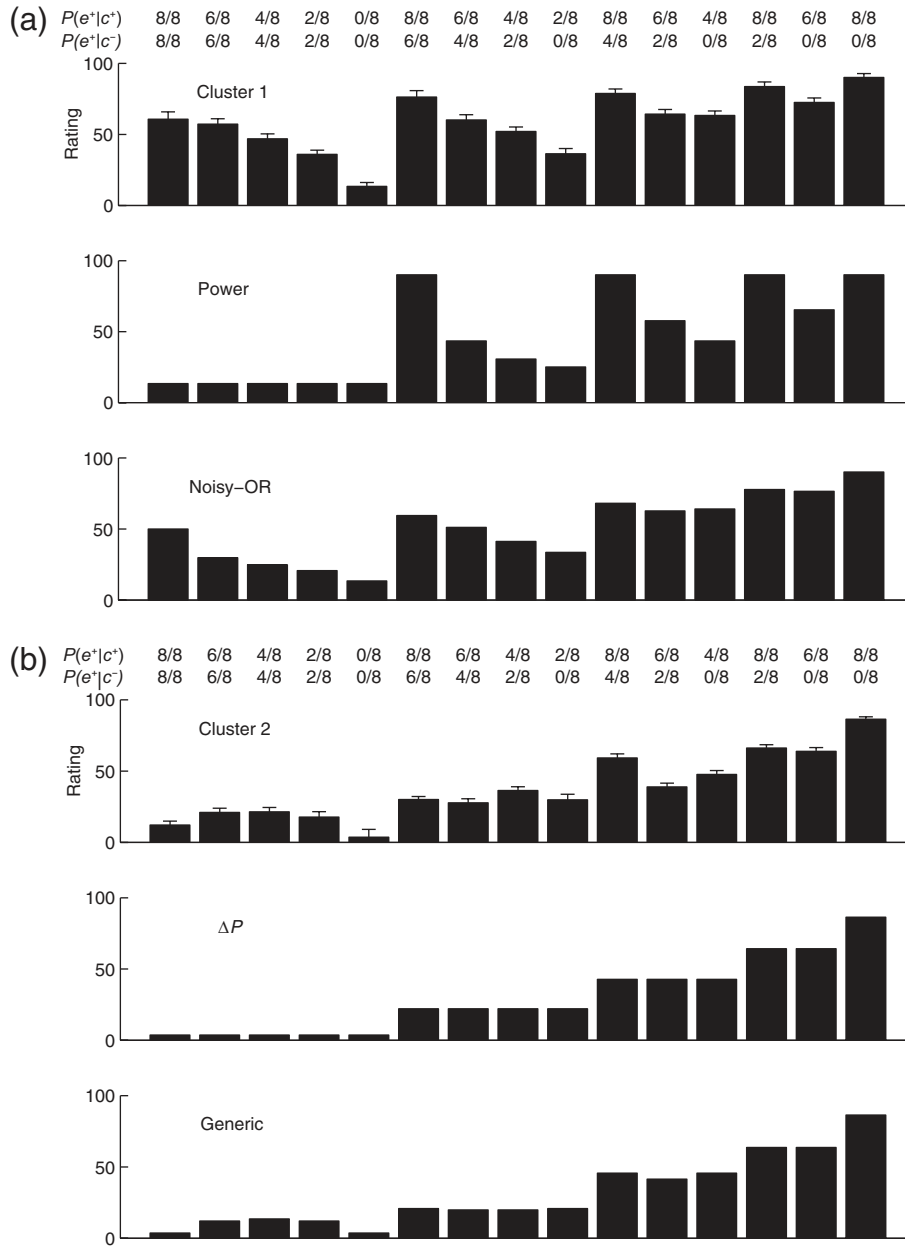 (a)
P(e⁺|c⁺) 8/8 6/8 4/8 2/8 0/8 8/8 6/8 4/8 2/8 8/8 6/8 4/8 8/8 6/8 8/8
P(e⁺|c⁻) 8/8 6/8 4/8 2/8 0/8 6/8 4/8 2/8 0/8 4/8 2/8 0/8 2/8 0/8 0/8
100
Cluster 1
Rating
50
0
100
Power
50
0
100
Noisy–OR
50
0
(b)
P(e⁺|c⁺) 8/8 6/8 4/8 2/8 0/8 8/8 6/8 4/8 2/8 8/8 6/8 4/8 8/8 6/8 8/8
P(e⁺|c⁻) 8/8 6/8 4/8 2/8 0/8 6/8 4/8 2/8 0/8 4/8 2/8 0/8 2/8 0/8 0/8
100
Cluster 2
Rating
50
0
100
ΔP
50
0
100
Generic
50
0